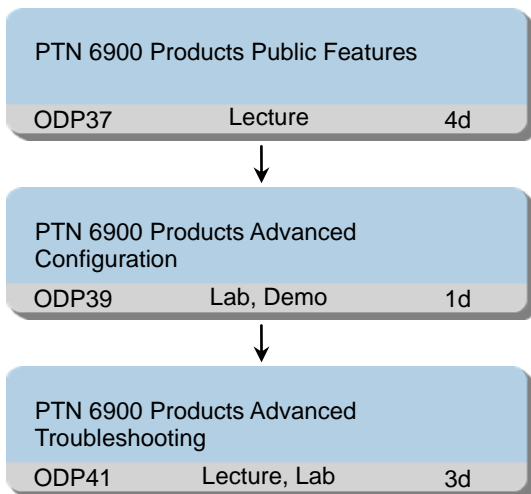 PTN 6900 Products Public Features
ODP37 Lecture 4d
PTN 6900 Products Advanced
Configuration
ODP39 Lab, Demo 1d
PTN 6900 Products Advanced
Troubleshooting
ODP41 Lecture, Lab 3d